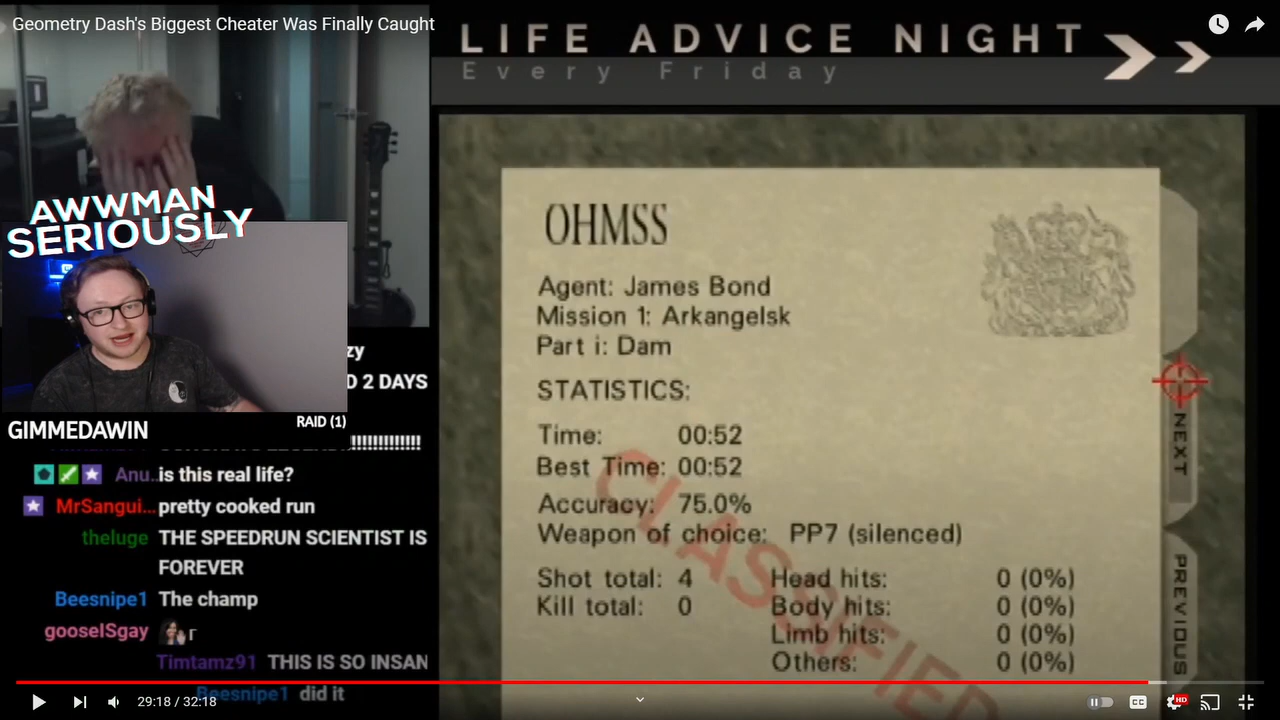 Geometry Dash's Biggest Cheater Was Finally Caught
LIFE ADVICE NIGHT
Every Friday
AWWMAN
SERIOUSLY
OHMSS
Agent: James Bond
Mission 1: Arkangelsk
Part i: Dam
STATISTICS:
Time: 00:52
Best Time: 00:52
Accuracy: 75.0%
Weapon of choice: PP7 (silenced)
Shot total: 4 Head hits: 0 (0%)
Kill total: 0 Body hits: 0 (0%)
Limb hits: 0 (0%)
Others: 0 (0%)
CLASSIFIED
NEXT
PREVIOUS
zy
D 2 DAYS
RAID (1)
GIMMEDAWIN
!!!!!!!!!!!!!
Anu.. is this real life?
MrSangui... pretty cooked run
theluge THE SPEEDRUN SCIENTIST IS
FOREVER
Beesnipe1 The champ
gooselSgay r
Timtamz91 THIS IS SO INSAN
Beesnipe1 did it
29:18 / 32:18
CC
HD